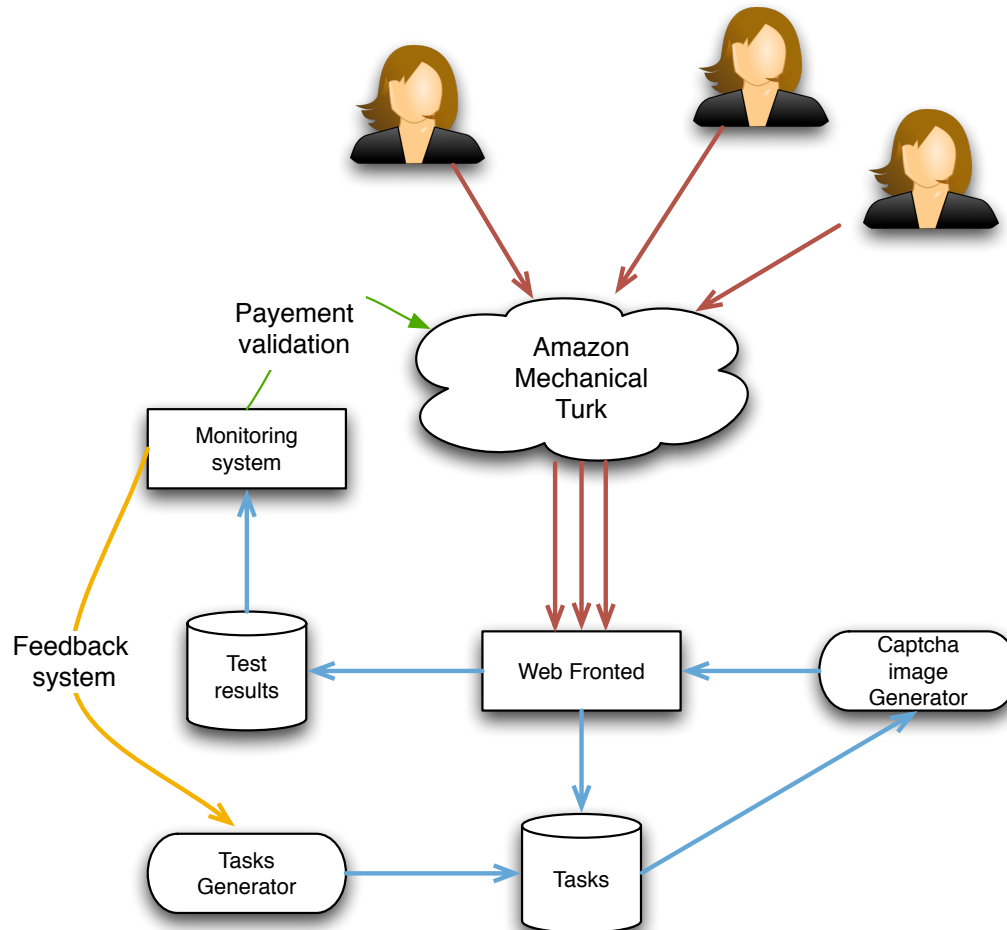 Payement
validation
Amazon
Mechanical
Turk
Monitoring
system
Feedback
system
Test
results
Web Fronted
Captcha
image
Generator
Tasks
Generator
Tasks